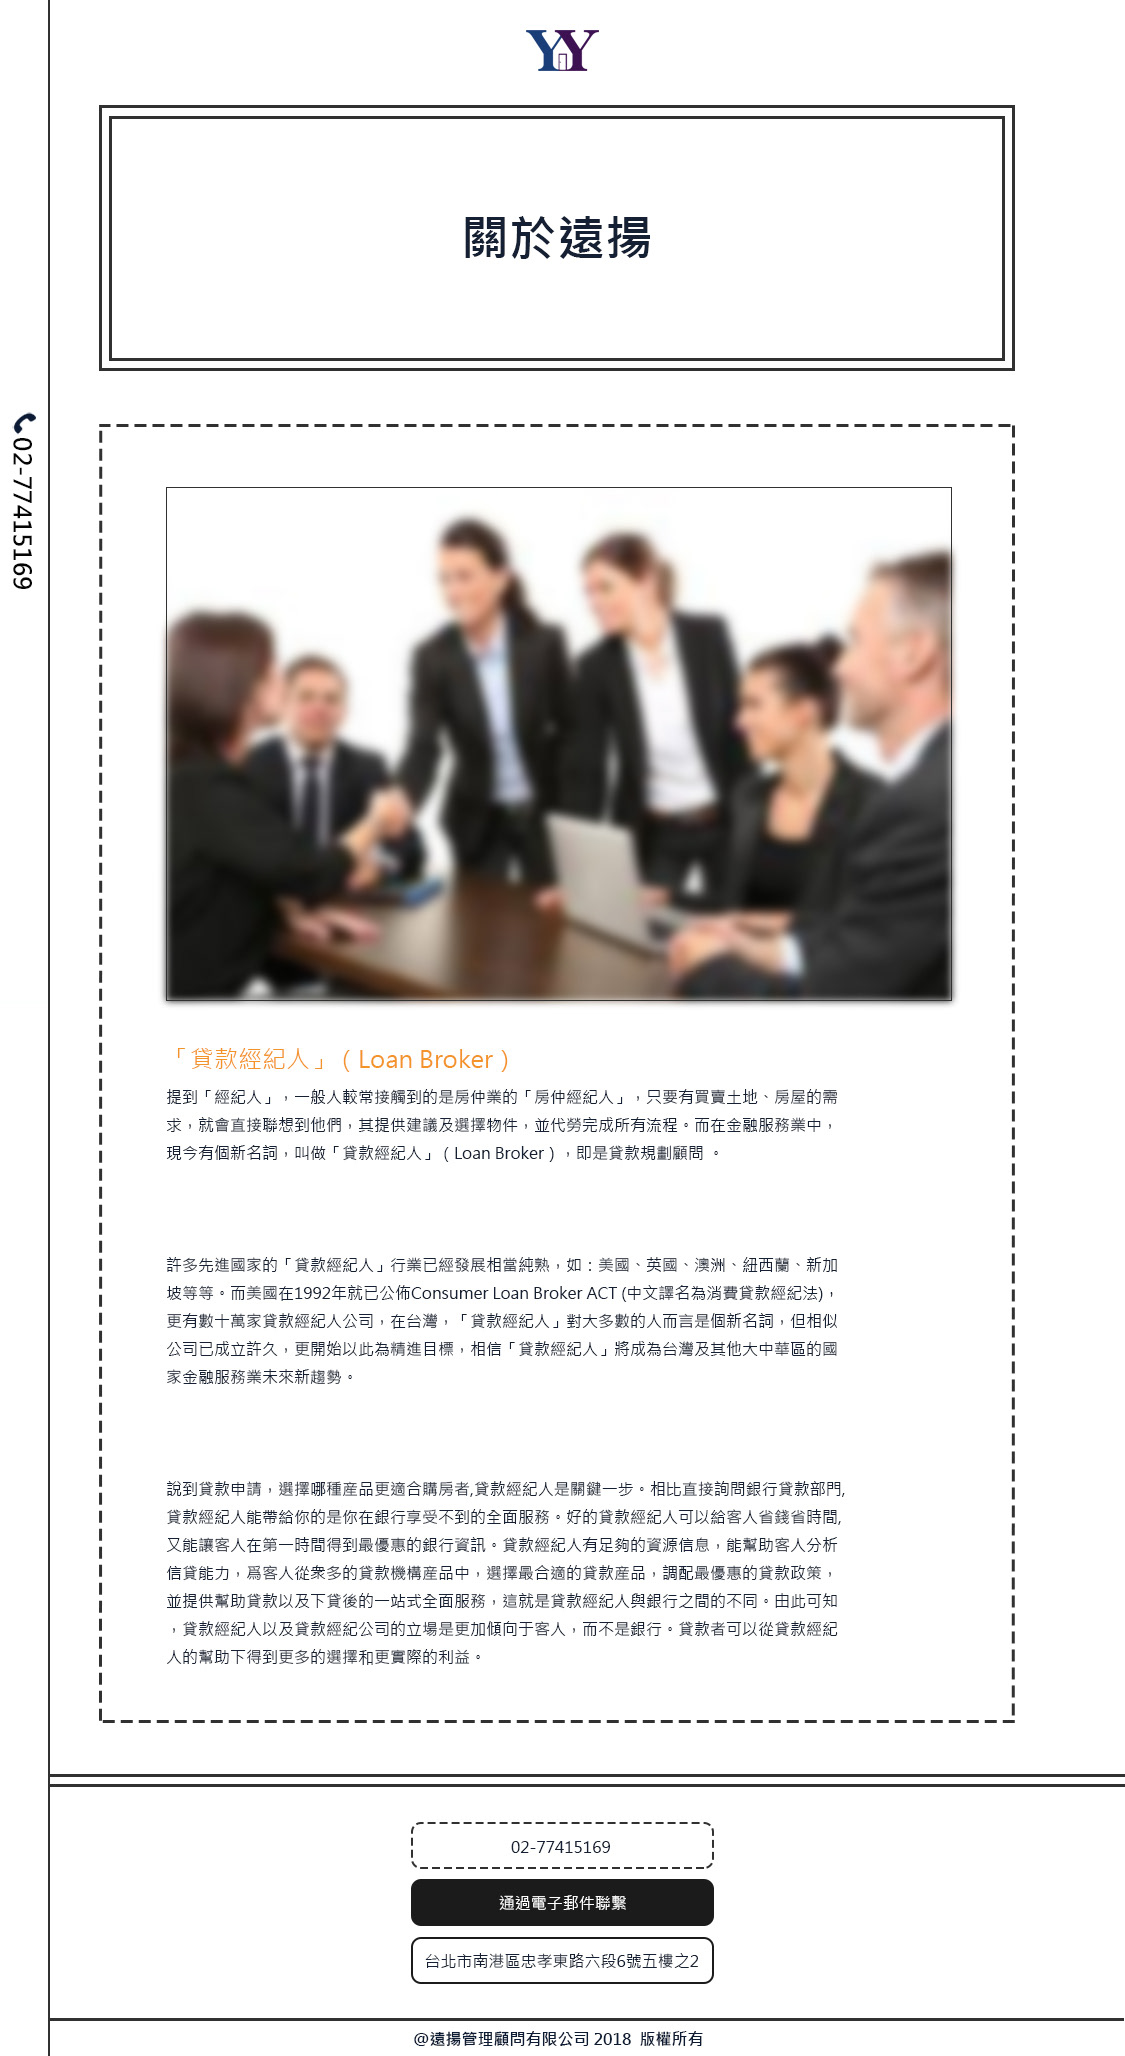 YY
關於遠揚
02-77415169
「貸款經紀人」( Loan Broker )
提到「經紀人」，一般人較常接觸到的是房仲業的「房仲經紀人」，只要有買賣土地、房屋的需
求，就會直接聯想到他們，其提供建議及選擇物件，並代勞完成所有流程。而在金融服務業中，
現今有個新名詞，叫做「貸款經紀人」( Loan Broker )，即是貸款規劃顧問 。
許多先進國家的「貸款經紀人」行業已經發展相當純熟，如：美國、英國、澳洲、紐西蘭、新加
坡等等。而美國在1992年就已公佈Consumer Loan Broker ACT (中文譯名為消費貸款經紀法)，
更有數十萬家貸款經紀人公司，在台灣，「貸款經紀人」對大多數的人而言是個新名詞，但相似
公司已成立許久，更開始以此為精進目標，相信「貸款經紀人」將成為台灣及其他大中華區的國
家金融服務業未來新趨勢。
說到貸款申請，選擇哪種産品更適合購房者,貸款經紀人是關鍵一步。相比直接詢問銀行貸款部門,
貸款經紀人能帶給你的是你在銀行享受不到的全面服務。好的貸款經紀人可以給客人省錢省時間,
又能讓客人在第一時間得到最優惠的銀行資訊。貸款經紀人有足夠的資源信息，能幫助客人分析
信貸能力，爲客人從衆多的貸款機構産品中，選擇最合適的貸款産品，調配最優惠的貸款政策，
並提供幫助貸款以及下貸後的一站式全面服務，這就是貸款經紀人與銀行之間的不同。由此可知
，貸款經紀人以及貸款經紀公司的立場是更加傾向于客人，而不是銀行。貸款者可以從貸款經紀
人的幫助下得到更多的選擇和更實際的利益。
02-77415169
通過電子郵件聯繫
台北市南港區忠孝東路六段6號五樓之2
@遠揚管理顧問有限公司 2018 版權所有